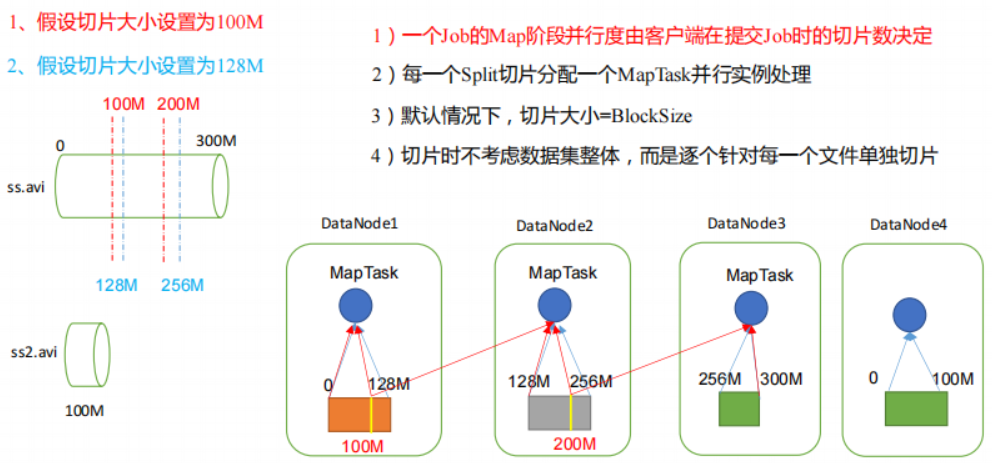 1、假设切片大小设置为100M
2、假设切片大小设置为128M
100M 200M
0 300M
ss.avi
128M 256M
ss2.avi
100M
1）一个Job的Map阶段并行度由客户端在提交Job时的切片数决定
2）每一个Split切片分配一个MapTask并行实例处理
3）默认情况下，切片大小=BlockSize
4）切片时不考虑数据集整体，而是逐个针对每一个文件单独切片
DataNode1
MapTask
0 128M
100M
DataNode2
MapTask
128M 256M
200M
DataNode3
MapTask
256M 300M
DataNode4
0 100M